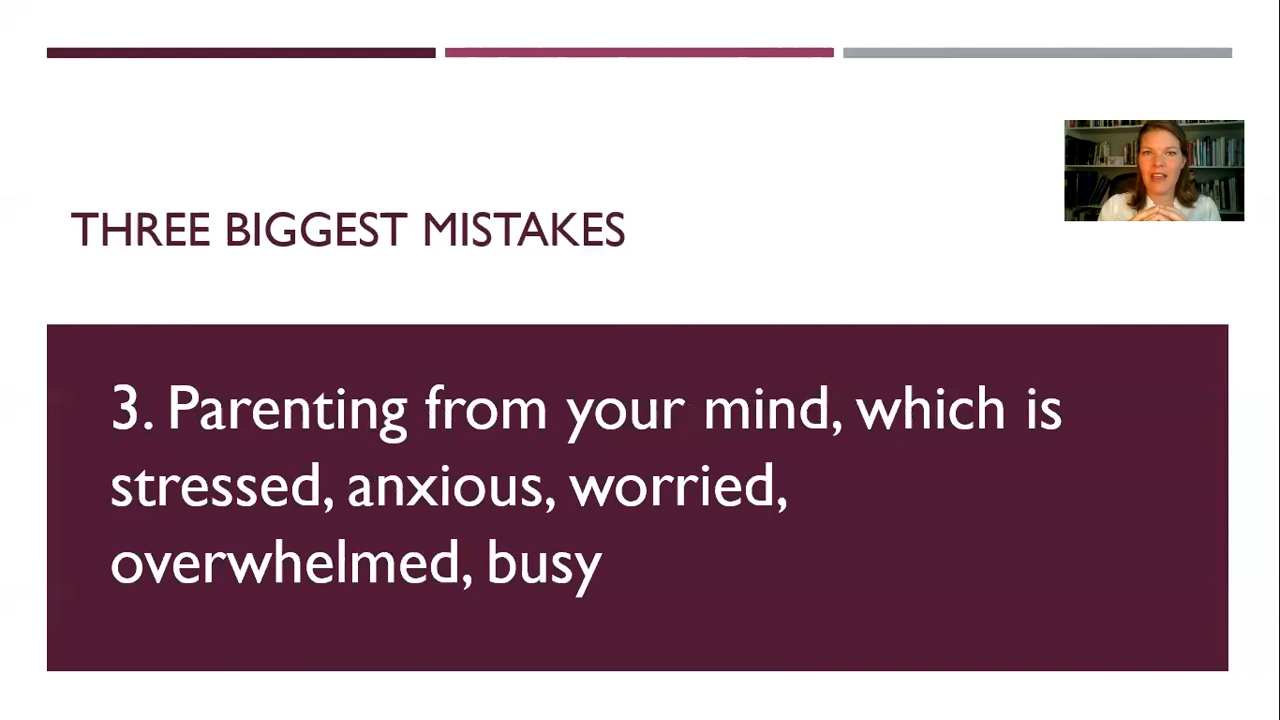 THREE BIGGEST MISTAKES
3. Parenting from your mind, which is
stressed, anxious, worried,
overwhelmed, busy